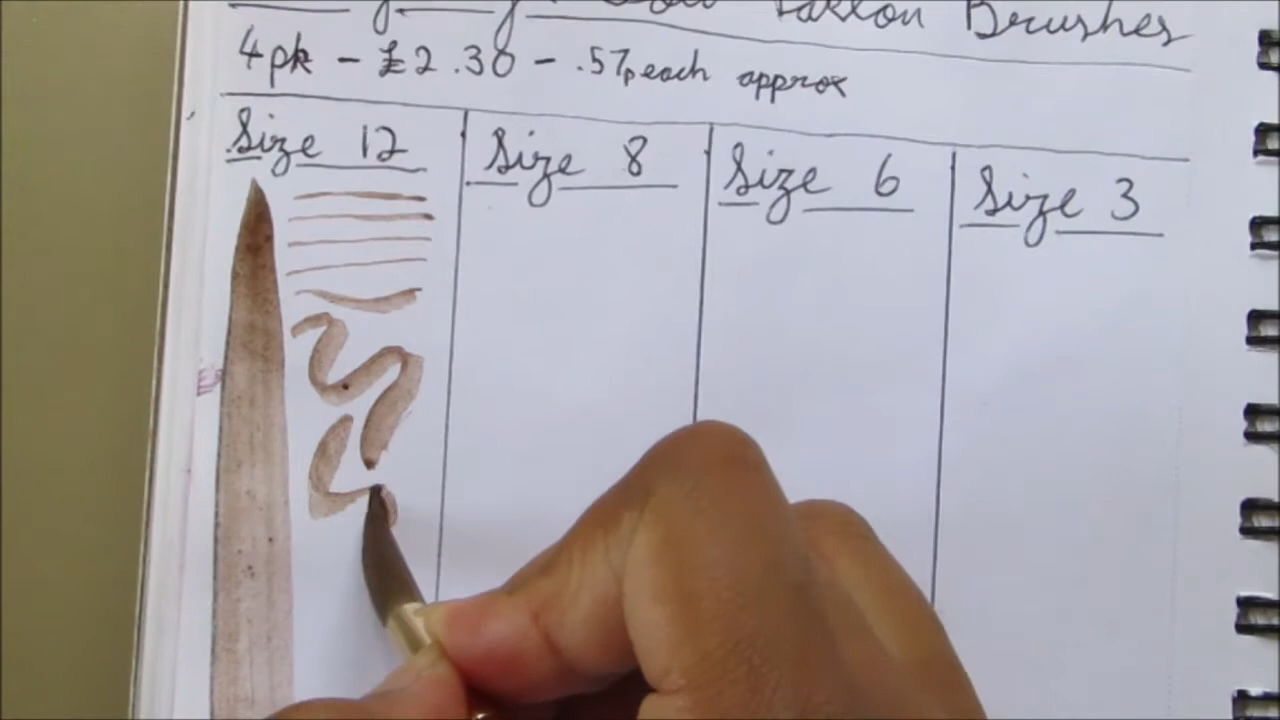 Taklon Brushes
4pk - £2.30 - .57p each approx
Size 12
Size 8
Size 6
Size 3